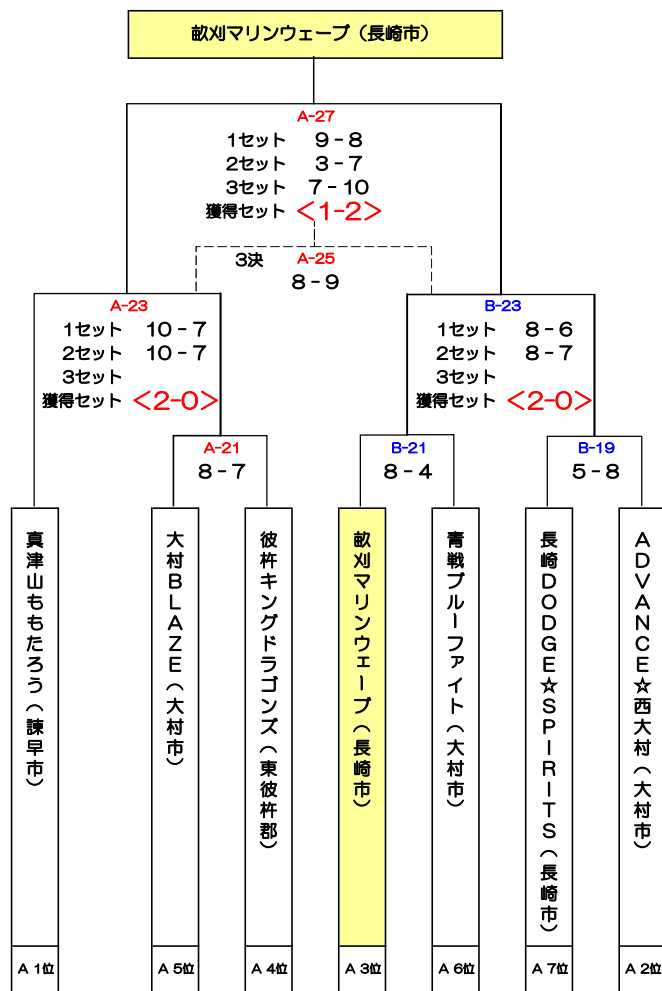 畝刈マリンウェーブ（長崎市）
A-27
1セット 9-8
2セット 3-7
3セット 7-10
獲得セット <1-2>
3決 A-25
8-9
A-23
1セット 10-7
2セット 10-7
3セット
獲得セット <2-0>
B-23
1セット 8-6
2セット 8-7
3セット
獲得セット <2-0>
A-21
8-7
B-21
8-4
B-19
5-8
真津山ももたろう（諫早市）
大村BLAZE（大村市）
彼杵キングドラゴンズ（東彼杵郡）
畝刈マリンウェーブ（長崎市）
青戦ブルーファイト（大村市）
長崎DODGE☆SPIRITS（長崎市）
ADVANCE☆西大村（大村市）
A 1位
A 5位
A 4位
A 3位
A 6位
A 7位
A 2位